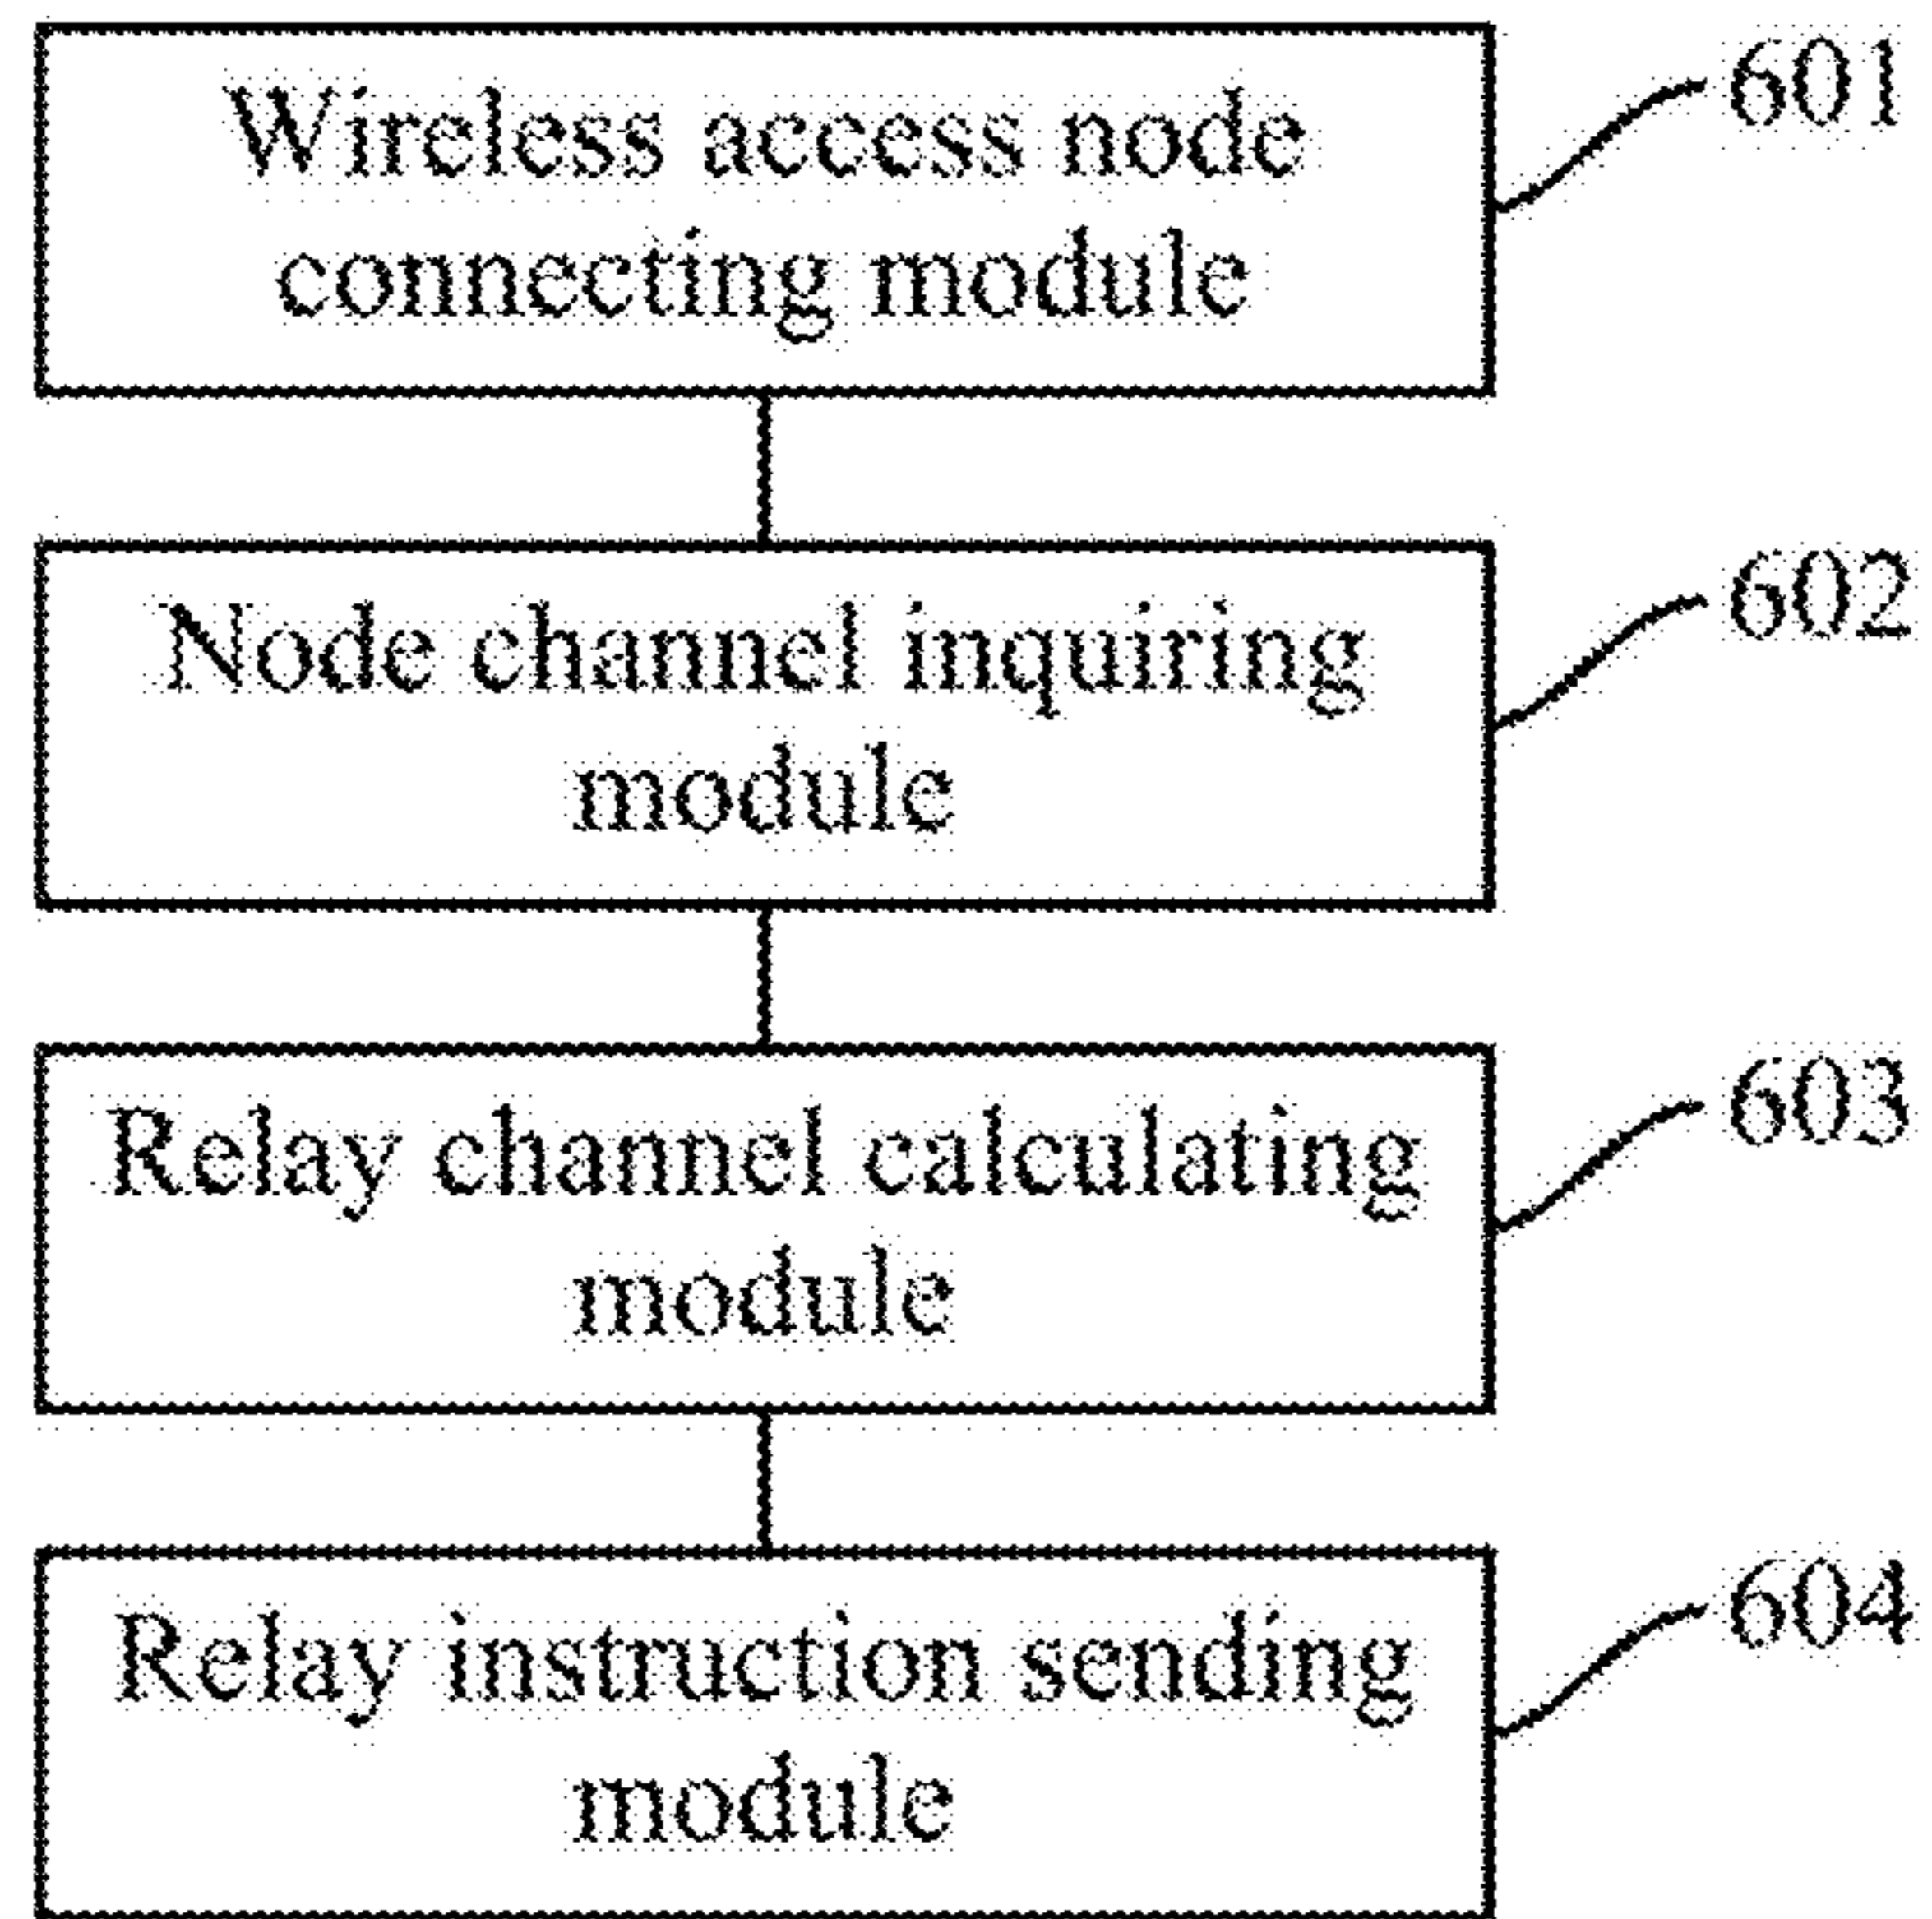 Wireless access node
connecting module
601
Node channel inquiring
module
602
Relay channel calculating
module
603
Relay instruction sending
module
604